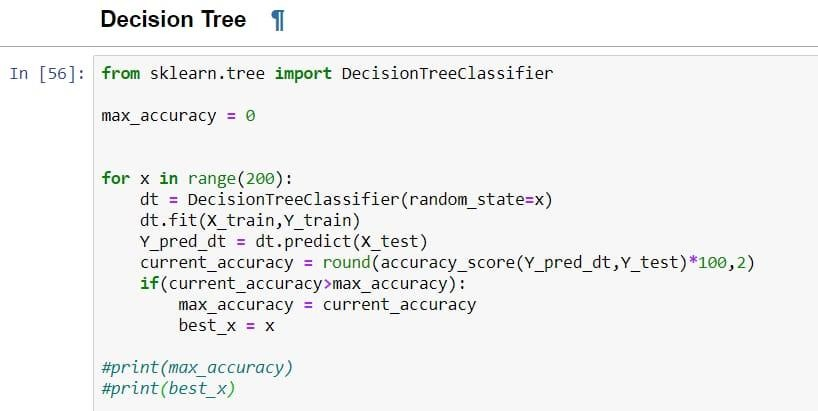 Decision Tree ¶
In [56]: from sklearn.tree import DecisionTreeClassifier
max_accuracy = 0
for x in range(200):
    dt = DecisionTreeClassifier(random_state=x)
    dt.fit(X_train,Y_train)
    Y_pred_dt = dt.predict(X_test)
    current_accuracy = round(accuracy_score(Y_pred_dt,Y_test)*100,2)
    if(current_accuracy>max_accuracy):
        max_accuracy = current_accuracy
        best_x = x
#print(max_accuracy)
#print(best_x)